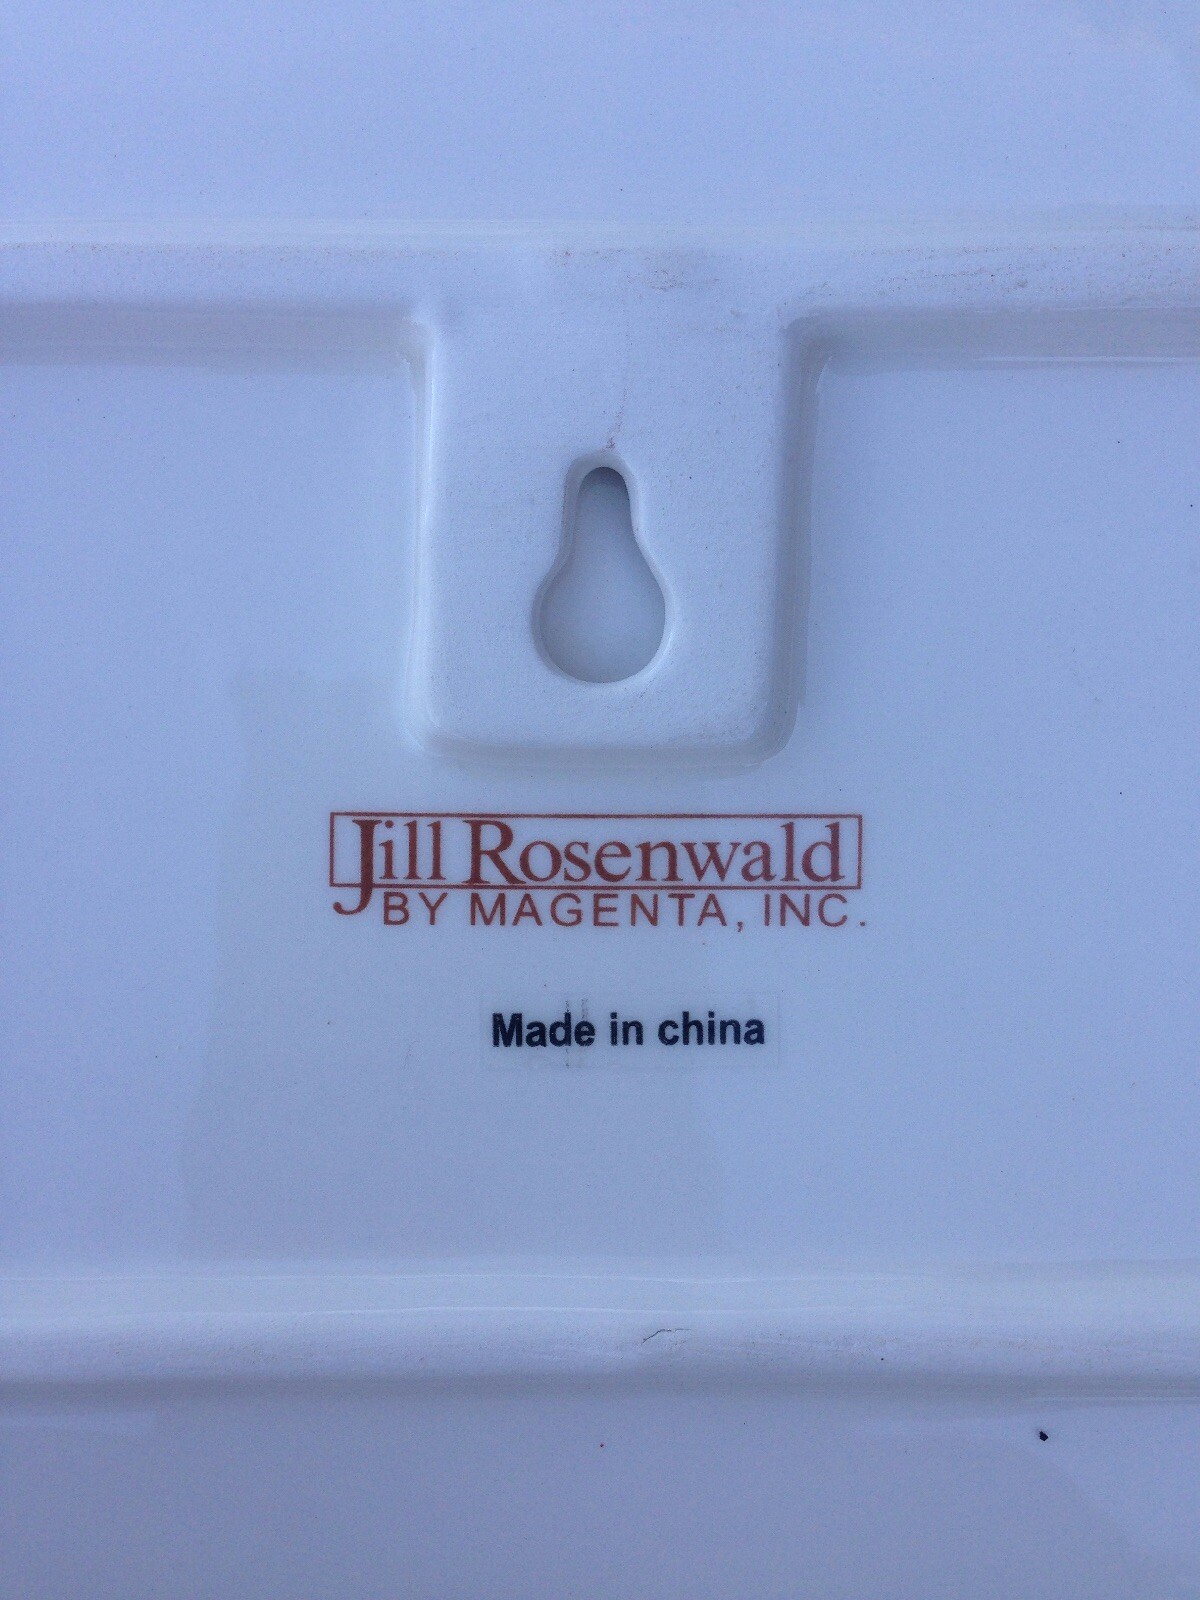 Jill Rosenwald
BY MAGENTA, INC.
Made in china